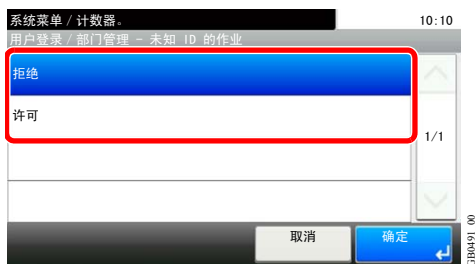 系统菜单 / 计数器。
10:10
用户登录 / 部门管理 - 未知 ID 的作业
拒绝
许可
1/1
取消
确定